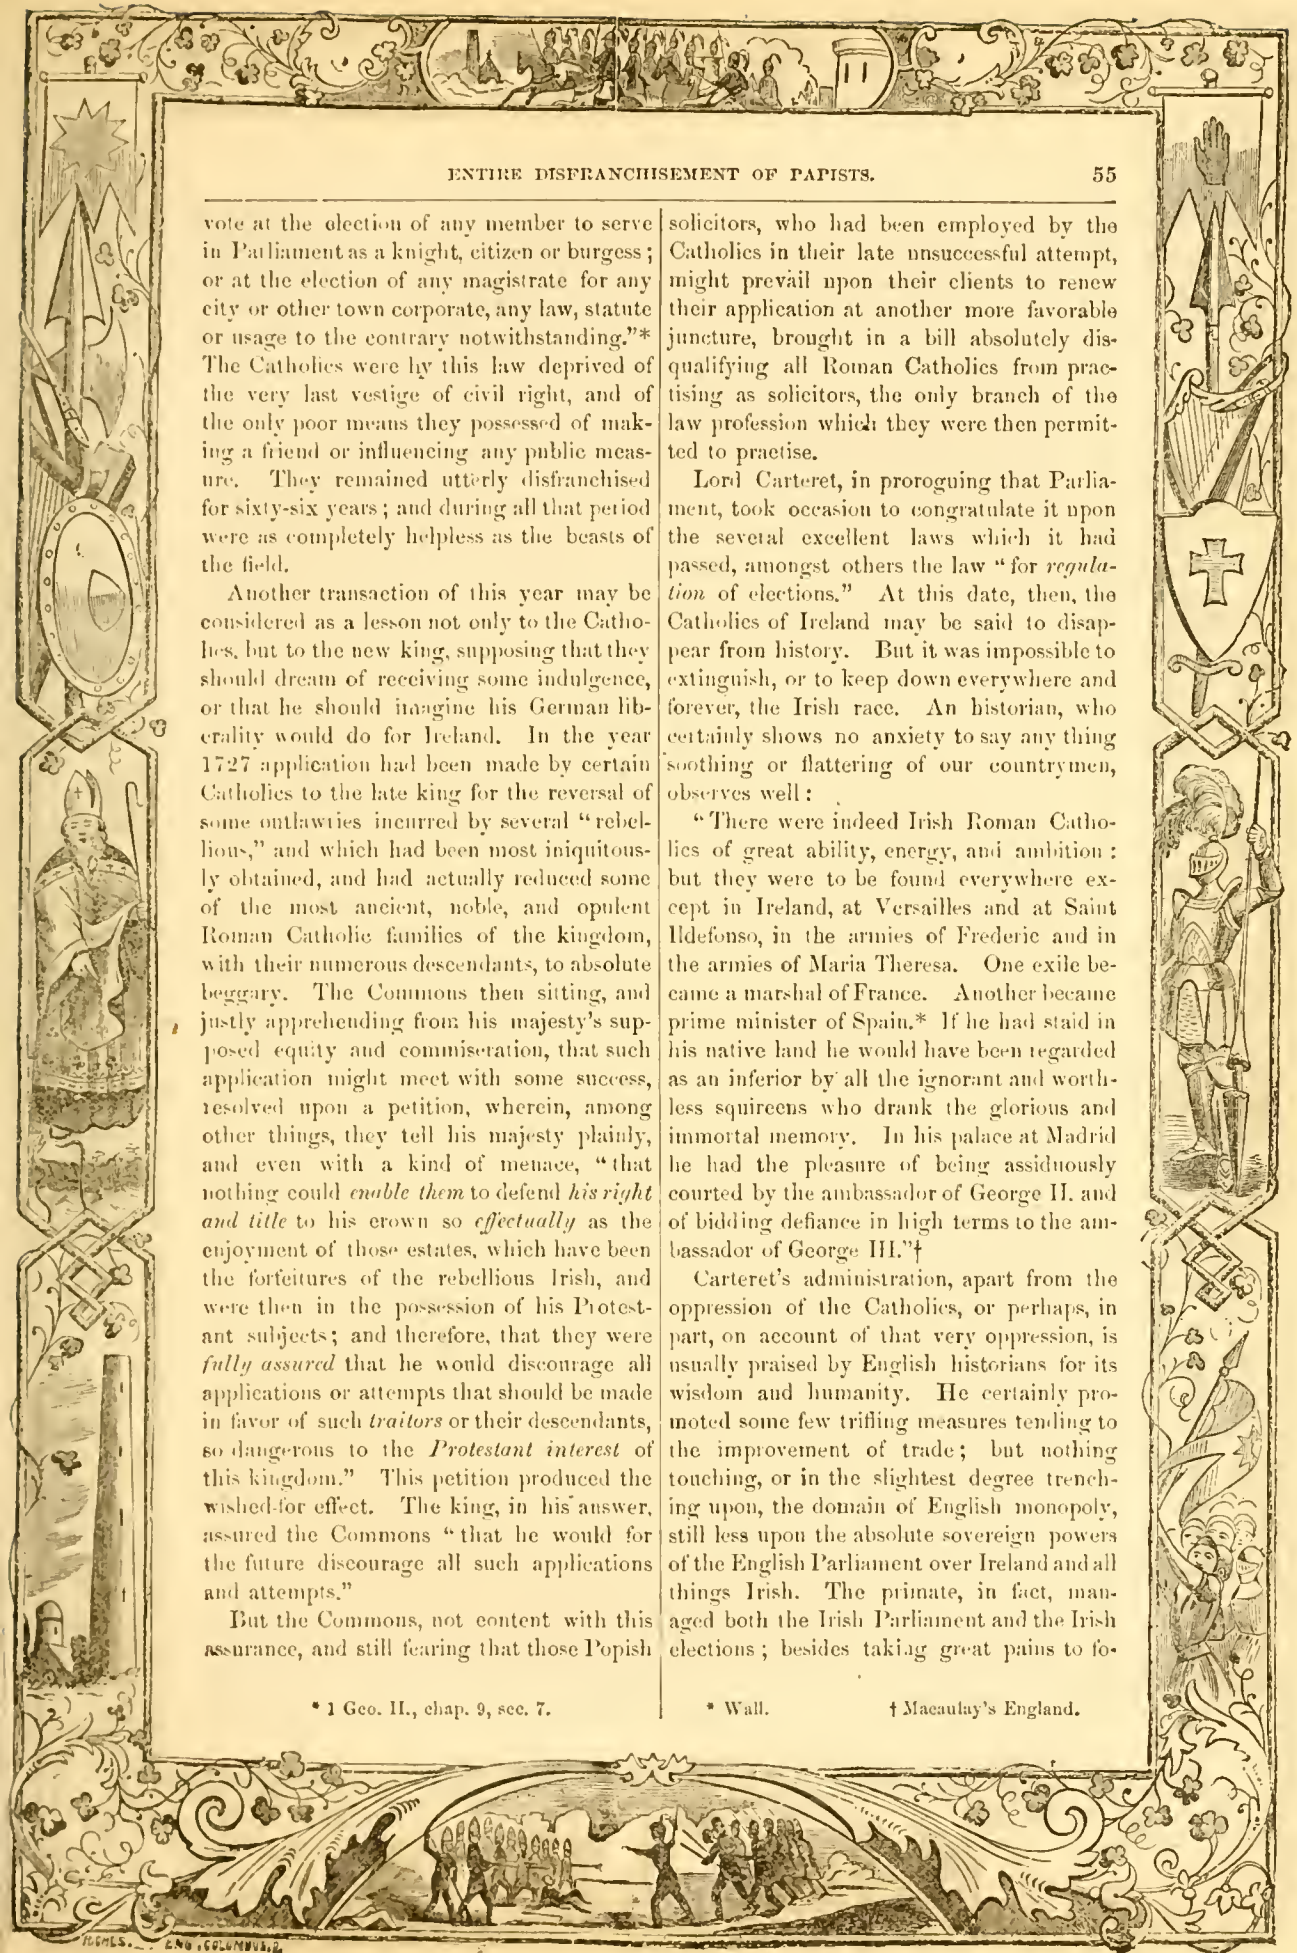 ENTIRE DISFRANCHISEMENT OF PAPISTS. 55
vote at the election of any member to serve
in Parliament as a knight, citizen or burgess;
or at the election of any magistrate for any
city or other town corporate, any law, statute
or usage to the contrary notwithstanding."*
The Catholics were by this law deprived of
the very last vestige of civil right, and of
the only poor means they possessed of mak-
ing a friend or influencing any public meas-
ure. They remained utterly disfranchised
for sixty-six years; and during all that period
were as completely helpless as the beasts of
the field.
Another transaction of this year may be
considered as a lesson not only to the Catho-
lics, but to the new king, supposing that they
should dream of receiving some indulgence,
or that he should imagine his German lib-
erality would do for Ireland. In the year
1727 application had been made by certain
Catholics to the late king for the reversal of
some outlawries incurred by several "rebel-
lions," and which had been most iniquitous-
ly obtained, and had actually reduced some
of the most ancient, noble, and opulent
Roman Catholic families of the kingdom,
with their numerous descendants, to absolute
beggary. The Commons then sitting, and
justly apprehending from his majesty's sup-
posed equity and commiseration, that such
application might meet with some success,
resolved upon a petition, wherein, among
other things, they tell his majesty plainly,
and even with a kind of menace, "that
nothing could enable them to defend his right
and title to his crown so effectually as the
enjoyment of those estates, which have been
the forfeitures of the rebellious Irish, and
were then in the possession of his Protest-
ant subjects; and therefore, that they were
fully assured that he would discourage all
applications or attempts that should be made
in favor of such traitors or their descendants,
so dangerous to the Protestant interest of
this kingdom." This petition produced the
wished-for effect. The king, in his answer,
assured the Commons "that he would for
the future discourage all such applications
and attempts."
But the Commons, not content with this
assurance, and still fearing that those Popish
* 1 Geo. II., chap. 9, sec. 7.
solicitors, who had been employed by the
Catholics in their late unsuccessful attempt,
might prevail upon their clients to renew
their application at another more favorable
juncture, brought in a bill absolutely dis-
qualifying all Roman Catholics from prac-
tising as solicitors, the only branch of the
law profession which they were then permit-
ted to practise.
Lord Carteret, in proroguing that Parlia-
ment, took occasion to congratulate it upon
the several excellent laws which it had
passed, amongst others the law "for regula-
tion of elections." At this date, then, the
Catholics of Ireland may be said to disap-
pear from history. But it was impossible to
extinguish, or to keep down everywhere and
forever, the Irish race. An historian, who
certainly shows no anxiety to say any thing
soothing or flattering of our countrymen,
observes well:
"There were indeed Irish Roman Catho-
lics of great ability, energy, and ambition:
but they were to be found everywhere ex-
cept in Ireland, at Versailles and at Saint
Ildefonso, in the armies of Frederic and in
the armies of Maria Theresa. One exile be-
came a marshal of France. Another became
prime minister of Spain.* If he had staid in
his native land he would have been regarded
as an inferior by all the ignorant and worth-
less squireens who drank the glorious and
immortal memory. In his palace at Madrid
he had the pleasure of being assiduously
courted by the ambassador of George II. and
of bidding defiance in high terms to the am-
bassador of George III."†
Carteret's administration, apart from the
oppression of the Catholics, or perhaps, in
part, on account of that very oppression, is
usually praised by English historians for its
wisdom and humanity. He certainly pro-
moted some few trifling measures tending to
the improvement of trade; but nothing
touching, or in the slightest degree trench-
ing upon, the domain of English monopoly,
still less upon the absolute sovereign powers
of the English Parliament over Ireland and all
things Irish. The primate, in fact, man-
aged both the Irish Parliament and the Irish
elections; besides taking great pains to fo-
* Wall. † Macaulay's England.
ENG. COLUMBUS.